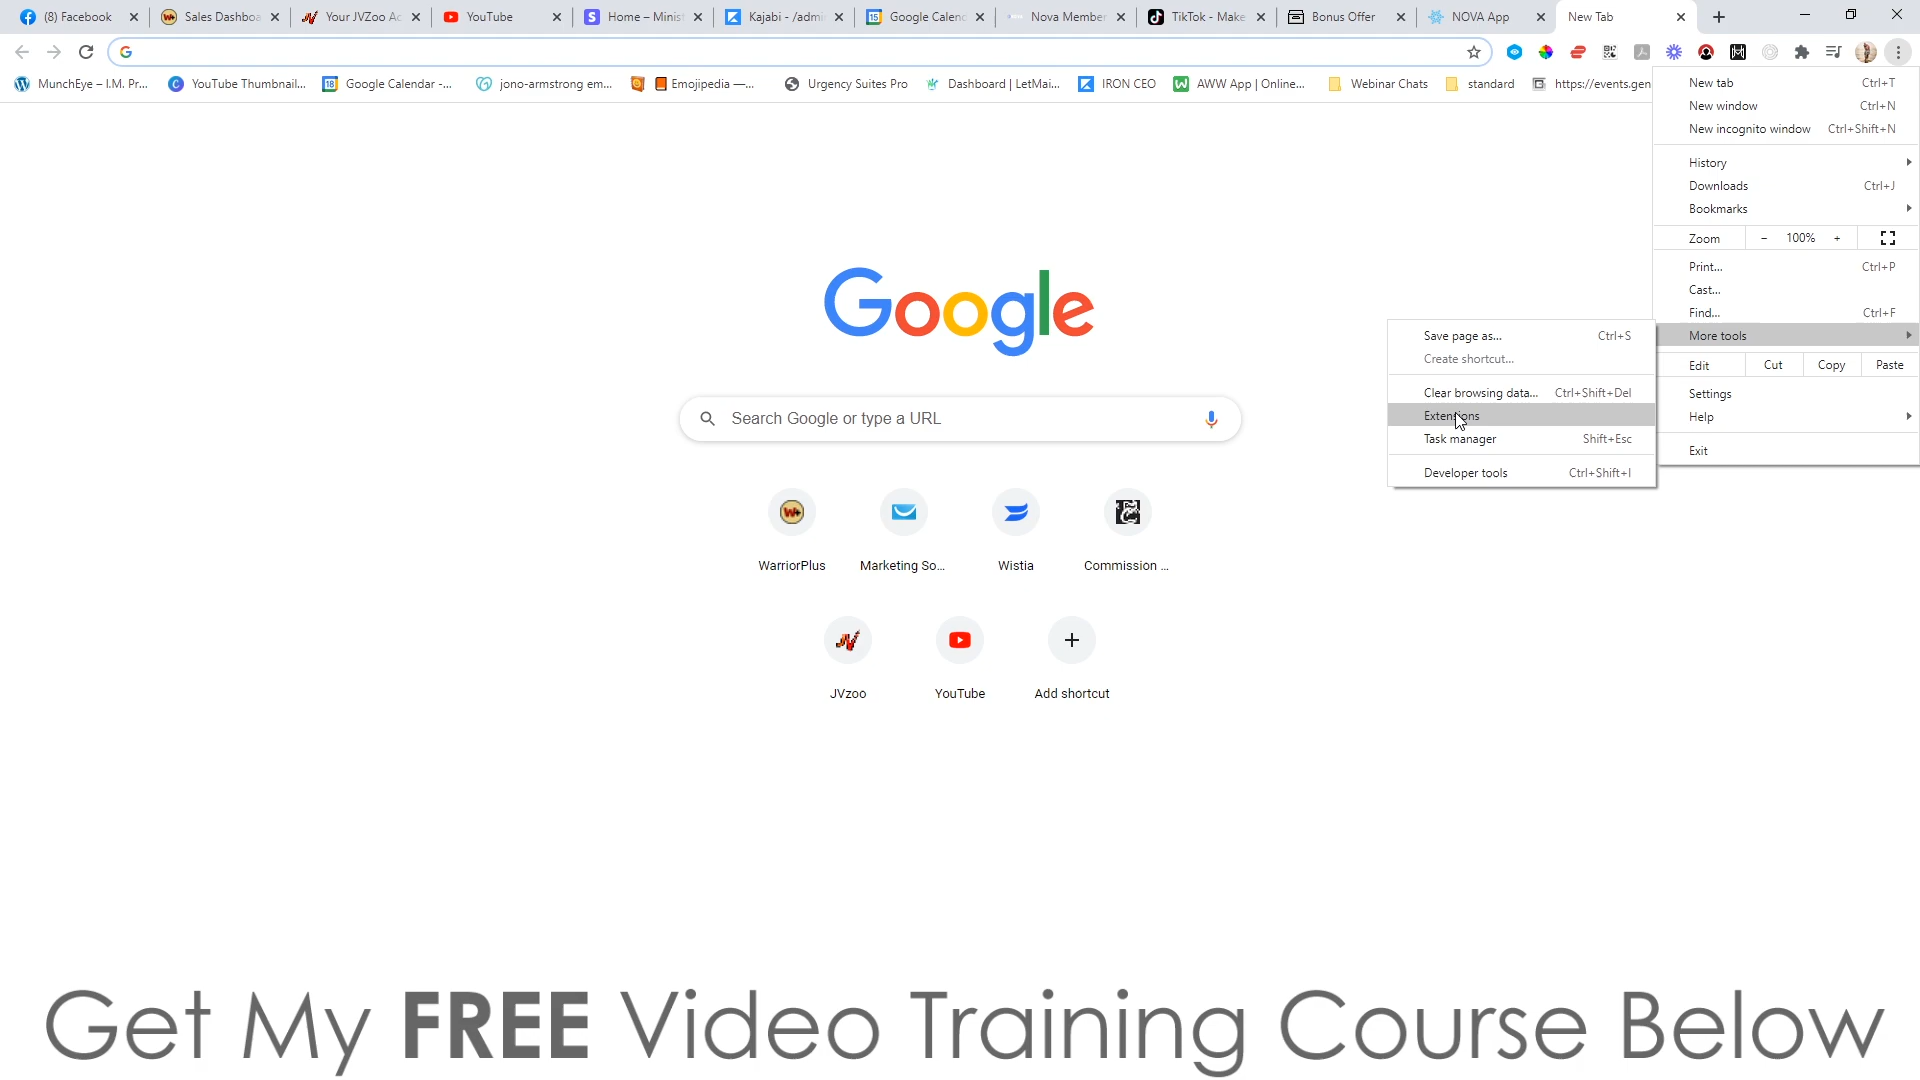 (8) Facebook
Sales Dashboa
Your JVZoo Ac
YouTube
Home – Minist
Kajabi - /admi
Google Calend
Nova Member
TikTok - Make
Bonus Offer
NOVA App
New Tab
MunchEye – I.M. Pr...
YouTube Thumbnail...
Google Calendar -...
jono-armstrong em...
Emojipedia —...
Urgency Suites Pro
Dashboard | LetMai...
IRON CEO
AWW App | Online...
Webinar Chats
standard
https://events.gen
New tab Ctrl+T
New window Ctrl+N
New incognito window Ctrl+Shift+N
History
Downloads Ctrl+J
Bookmarks
Zoom - 100% +
Print... Ctrl+P
Cast...
Find... Ctrl+F
More tools
Edit Cut Copy Paste
Settings
Help
Exit
Save page as... Ctrl+S
Create shortcut...
Clear browsing data... Ctrl+Shift+Del
Extensions
Task manager Shift+Esc
Developer tools Ctrl+Shift+I
Google
Search Google or type a URL
WarriorPlus
Marketing So...
Wistia
Commission ...
JVzoo
YouTube
Add shortcut
Get My FREE Video Training Course Below